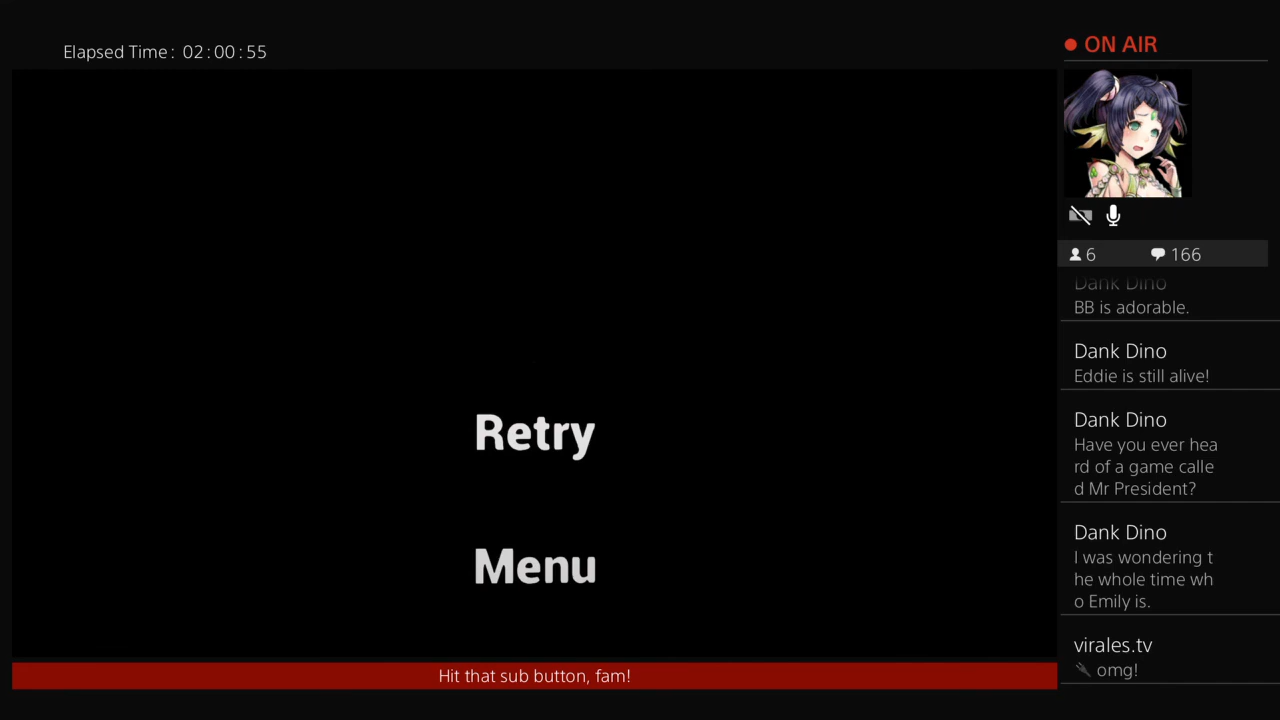 Elapsed Time: 02:00:55
ON AIR
6 166
Dank Dino
BB is adorable.
Dank Dino
Eddie is still alive!
Dank Dino
Have you ever hea
rd of a game calle
d Mr President?
Dank Dino
I was wondering t
he whole time wh
o Emily is.
virales.tv
omg!
Retry
Menu
Hit that sub button, fam!